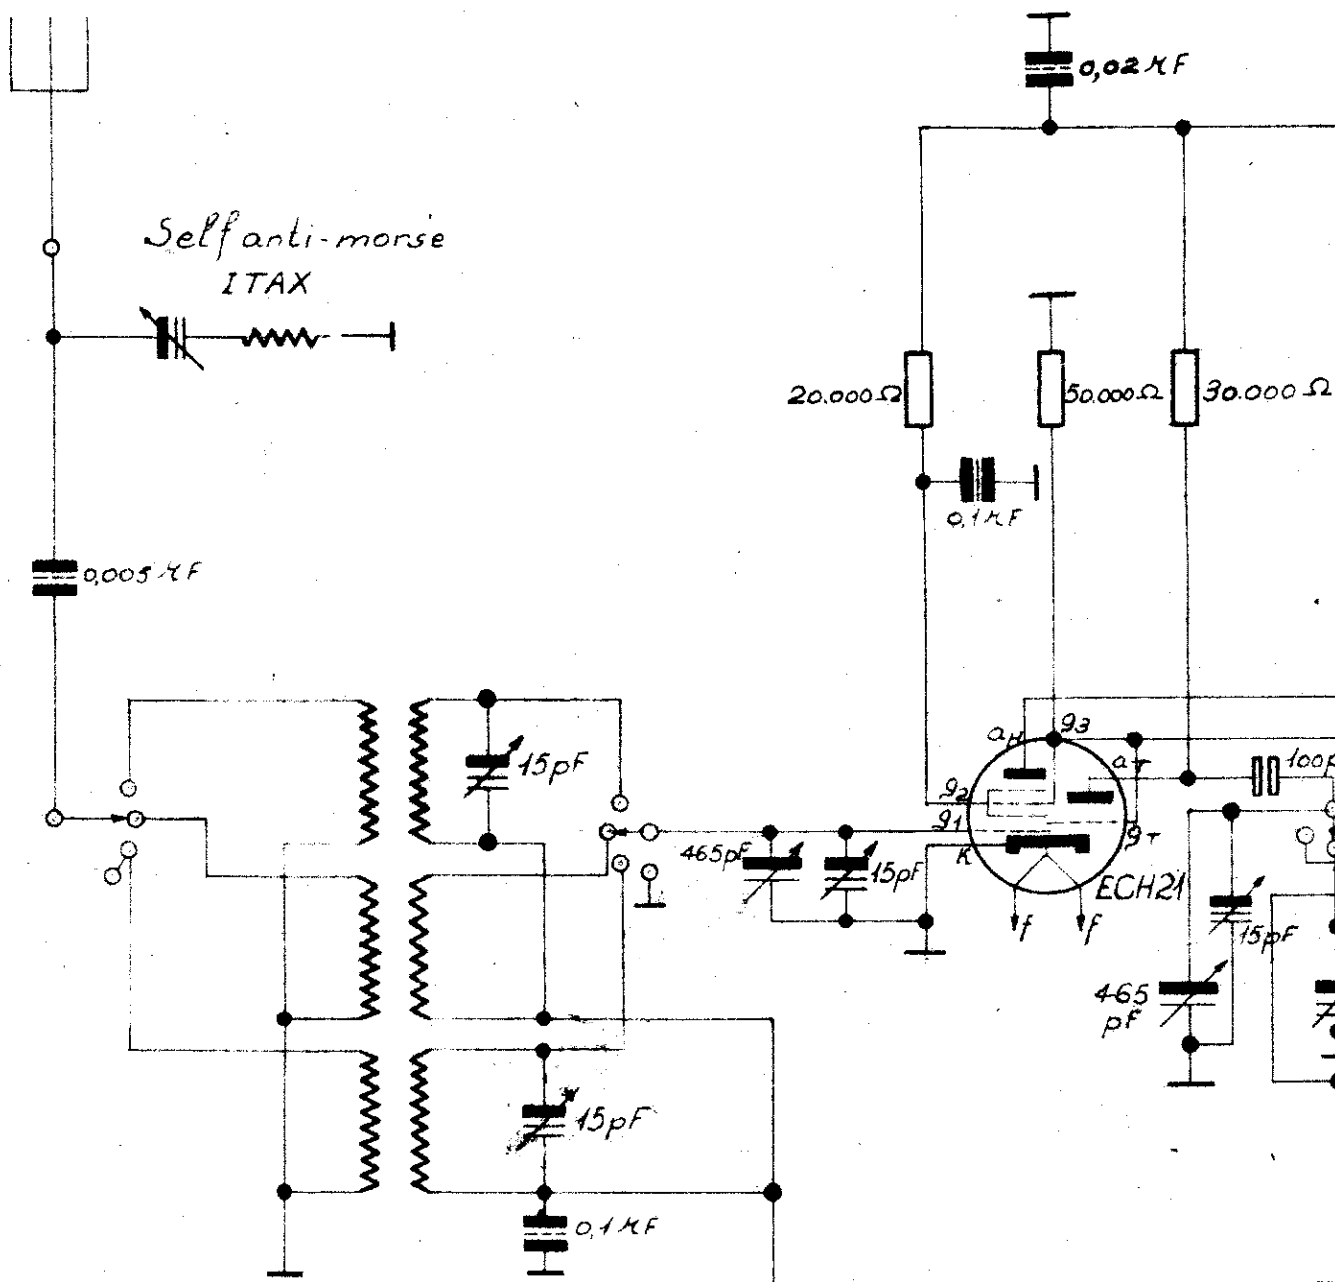 0,02 µF
Self anti-morse
ITAX
20.000 Ω
50.000 Ω
30.000 Ω
0,1 µF
0,005 µF
15pF
aH
g3
aT
100p
g2
g1
K
gT
465pF
15pF
ECH21
f
f
15pF
465
pF
15pF
0,1 µF